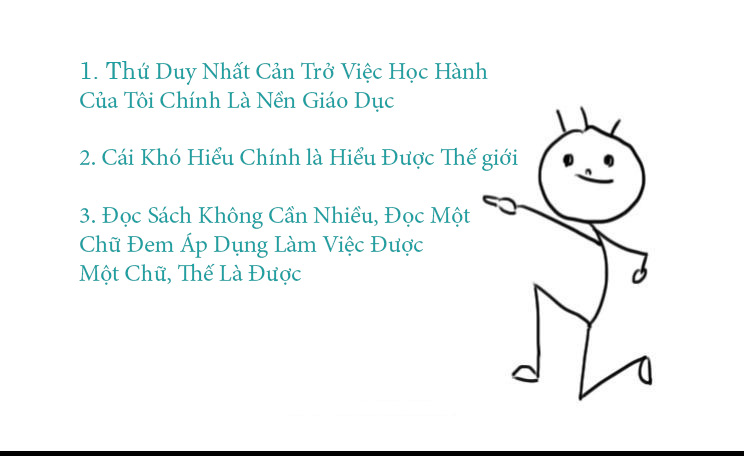 1. Thứ Duy Nhất Cản Trở Việc Học Hành
Của Tôi Chính Là Nền Giáo Dục
2. Cái Khó Hiểu Chính là Hiểu Được Thế giới
3. Đọc Sách Không Cần Nhiều, Đọc Một
Chữ Đem Áp Dụng Làm Việc Được
Một Chữ, Thế Là Được